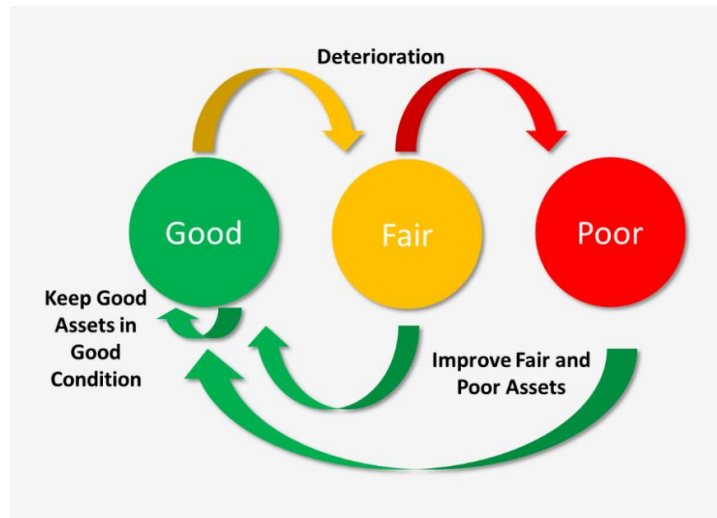 Deterioration
Good
Fair
Poor
Keep Good
Assets in
Good
Condition
Improve Fair and
Poor Assets